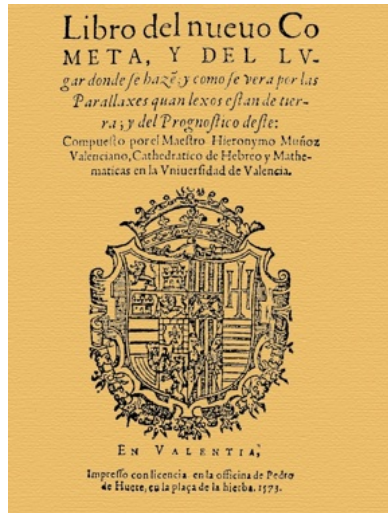 Libro del nueuo Co
META, Y DEL LV-
gar donde ſe hazẽ; y como ſe vera por las
Parallaxes quan lexos eſtan de tier-
ra; y del Prognoſtico deſte:
Compueſto por el Maeſtro Hieronymo Muñoz
Valenciano, Cathedratico de Hebreo y Mathe-
maticas en la Vniuerſidad de Valencia.
EN VALENTIA,
Impreſſo con licencia en la officina de Pedro
de Huete, en la plaça de la hierba. 1573.